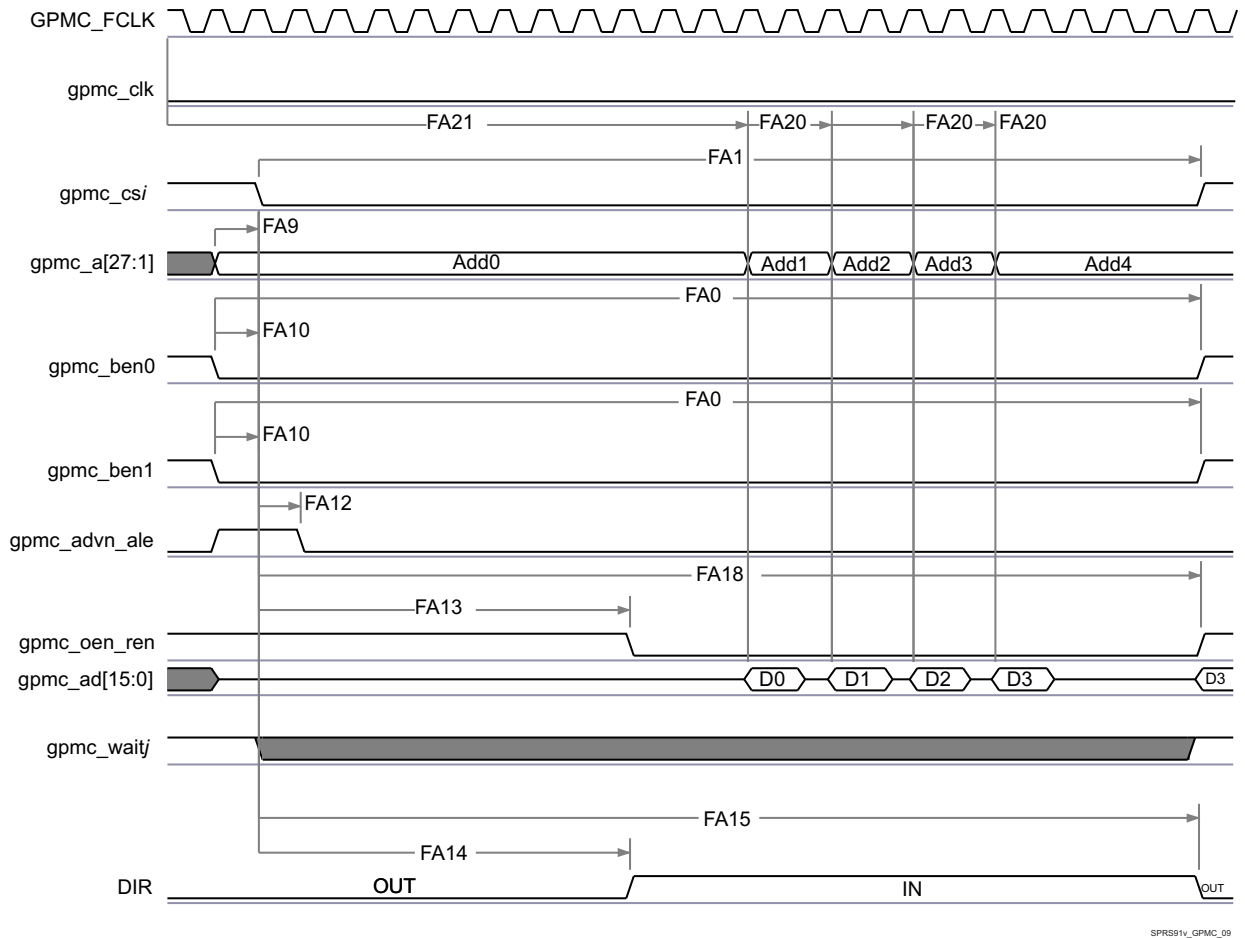 GPMC_FCLK
gpmc_clk
FA21 FA20 FA20 FA20
FA1
gpmc_csi
FA9
gpmc_a[27:1] Add0 Add1 Add2 Add3 Add4
FA0
FA10
gpmc_ben0
FA0
FA10
gpmc_ben1
FA12
gpmc_advn_ale
FA18
FA13
gpmc_oen_ren
gpmc_ad[15:0] D0 D1 D2 D3 D3
gpmc_waitj
FA15
FA14
DIR OUT IN OUT
SPRS91v_GPMC_09